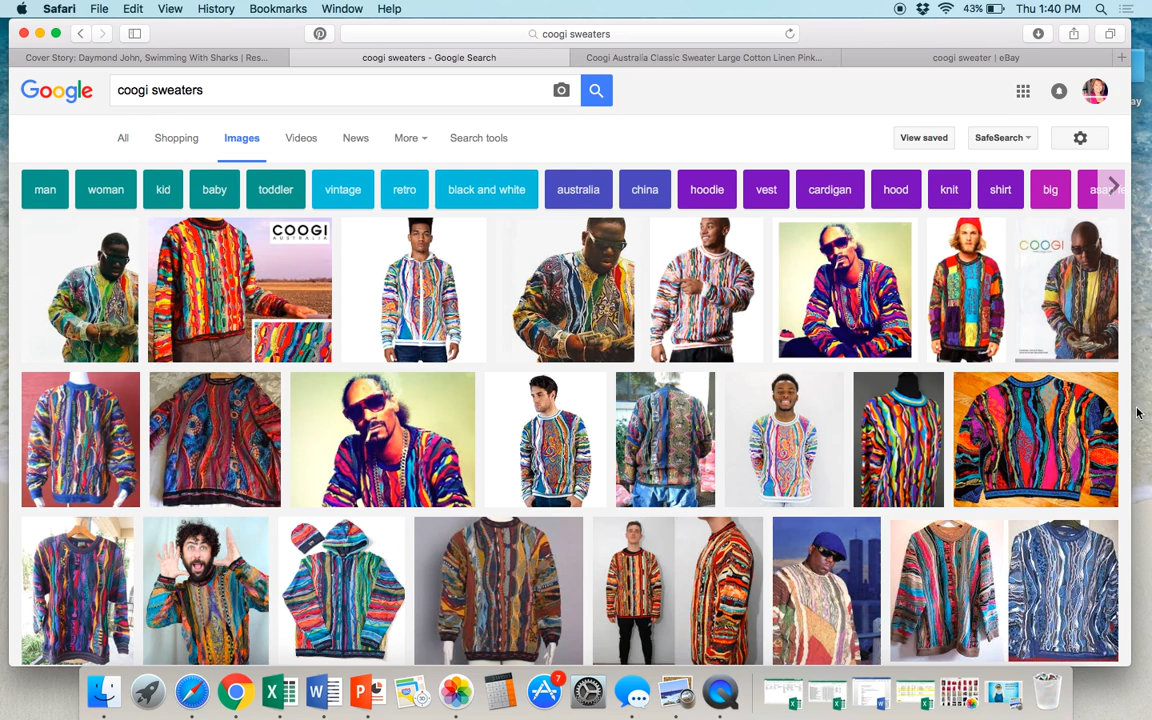 Safari File Edit View History Bookmarks Window Help 43% Thu 1:40 PM
coogi sweaters
Cover Story: Daymond John, Swimming With Sharks | Res... coogi sweaters - Google Search Coogi Australia Classic Sweater Large Cotton Linen Pink... coogi sweater | eBay
Google coogi sweaters
All Shopping Images Videos News More Search tools View saved SafeSearch
man woman kid baby toddler vintage retro black and white australia china hoodie vest cardigan hood knit shirt big
COOGI
AUSTRALIA
COOGI
7